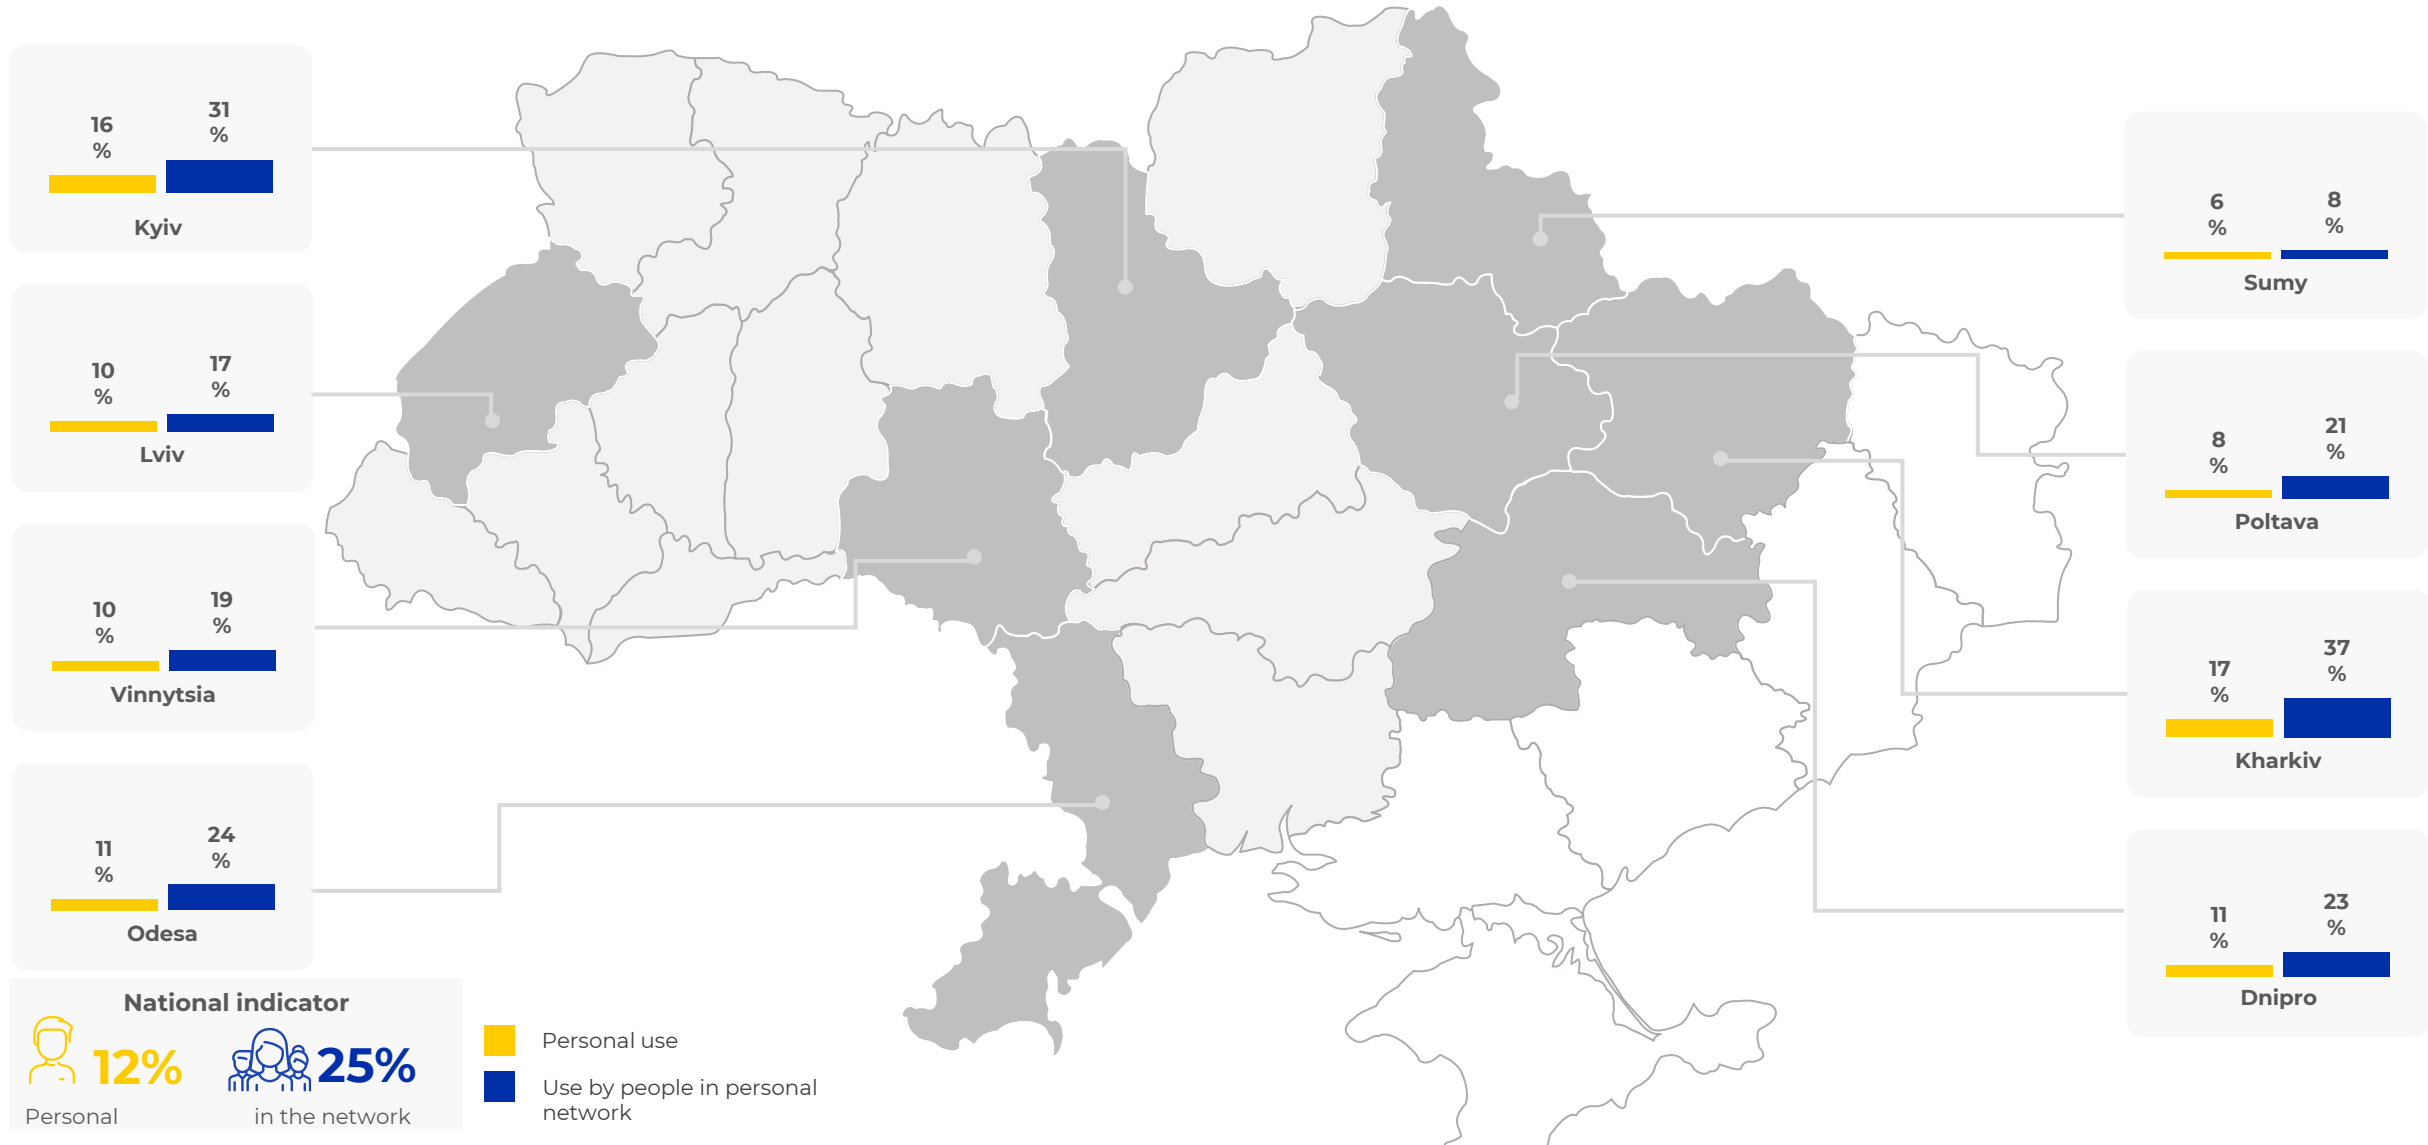 16
%
31
%
Kyiv
10
%
17
%
Lviv
10
%
19
%
Vinnytsia
11
%
24
%
Odesa
National indicator
12%
25%
Personal
in the network
Personal use
Use by people in personal
network
6
%
8
%
Sumy
8
%
21
%
Poltava
17
%
37
%
Kharkiv
11
%
23
%
Dnipro